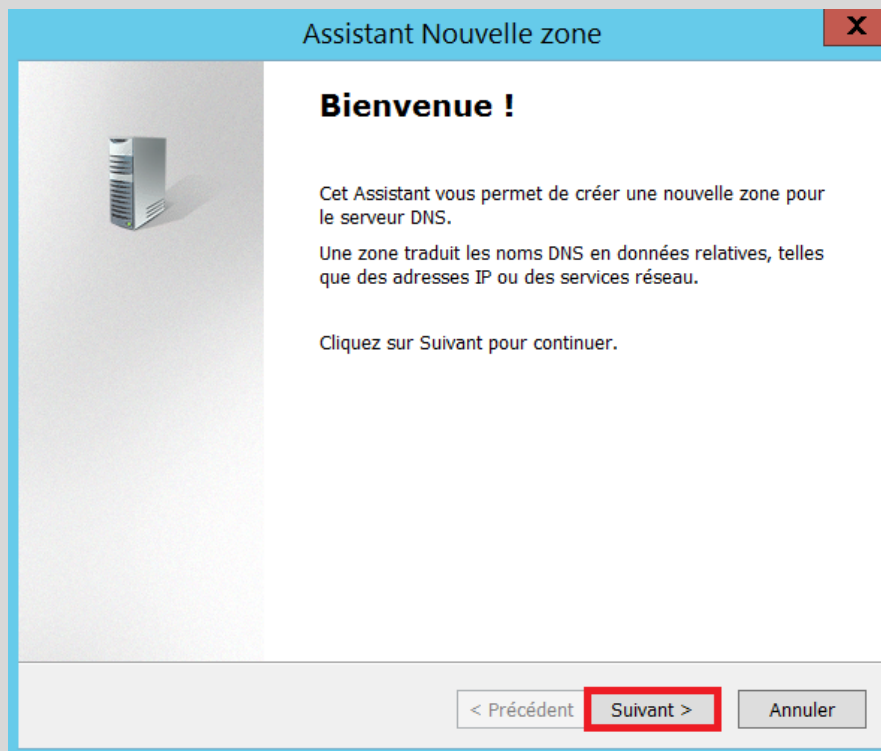 Assistant Nouvelle zone
X
Bienvenue !
Cet Assistant vous permet de créer une nouvelle zone pour
le serveur DNS.
Une zone traduit les noms DNS en données relatives, telles
que des adresses IP ou des services réseau.
Cliquez sur Suivant pour continuer.
< Précédent Suivant > Annuler